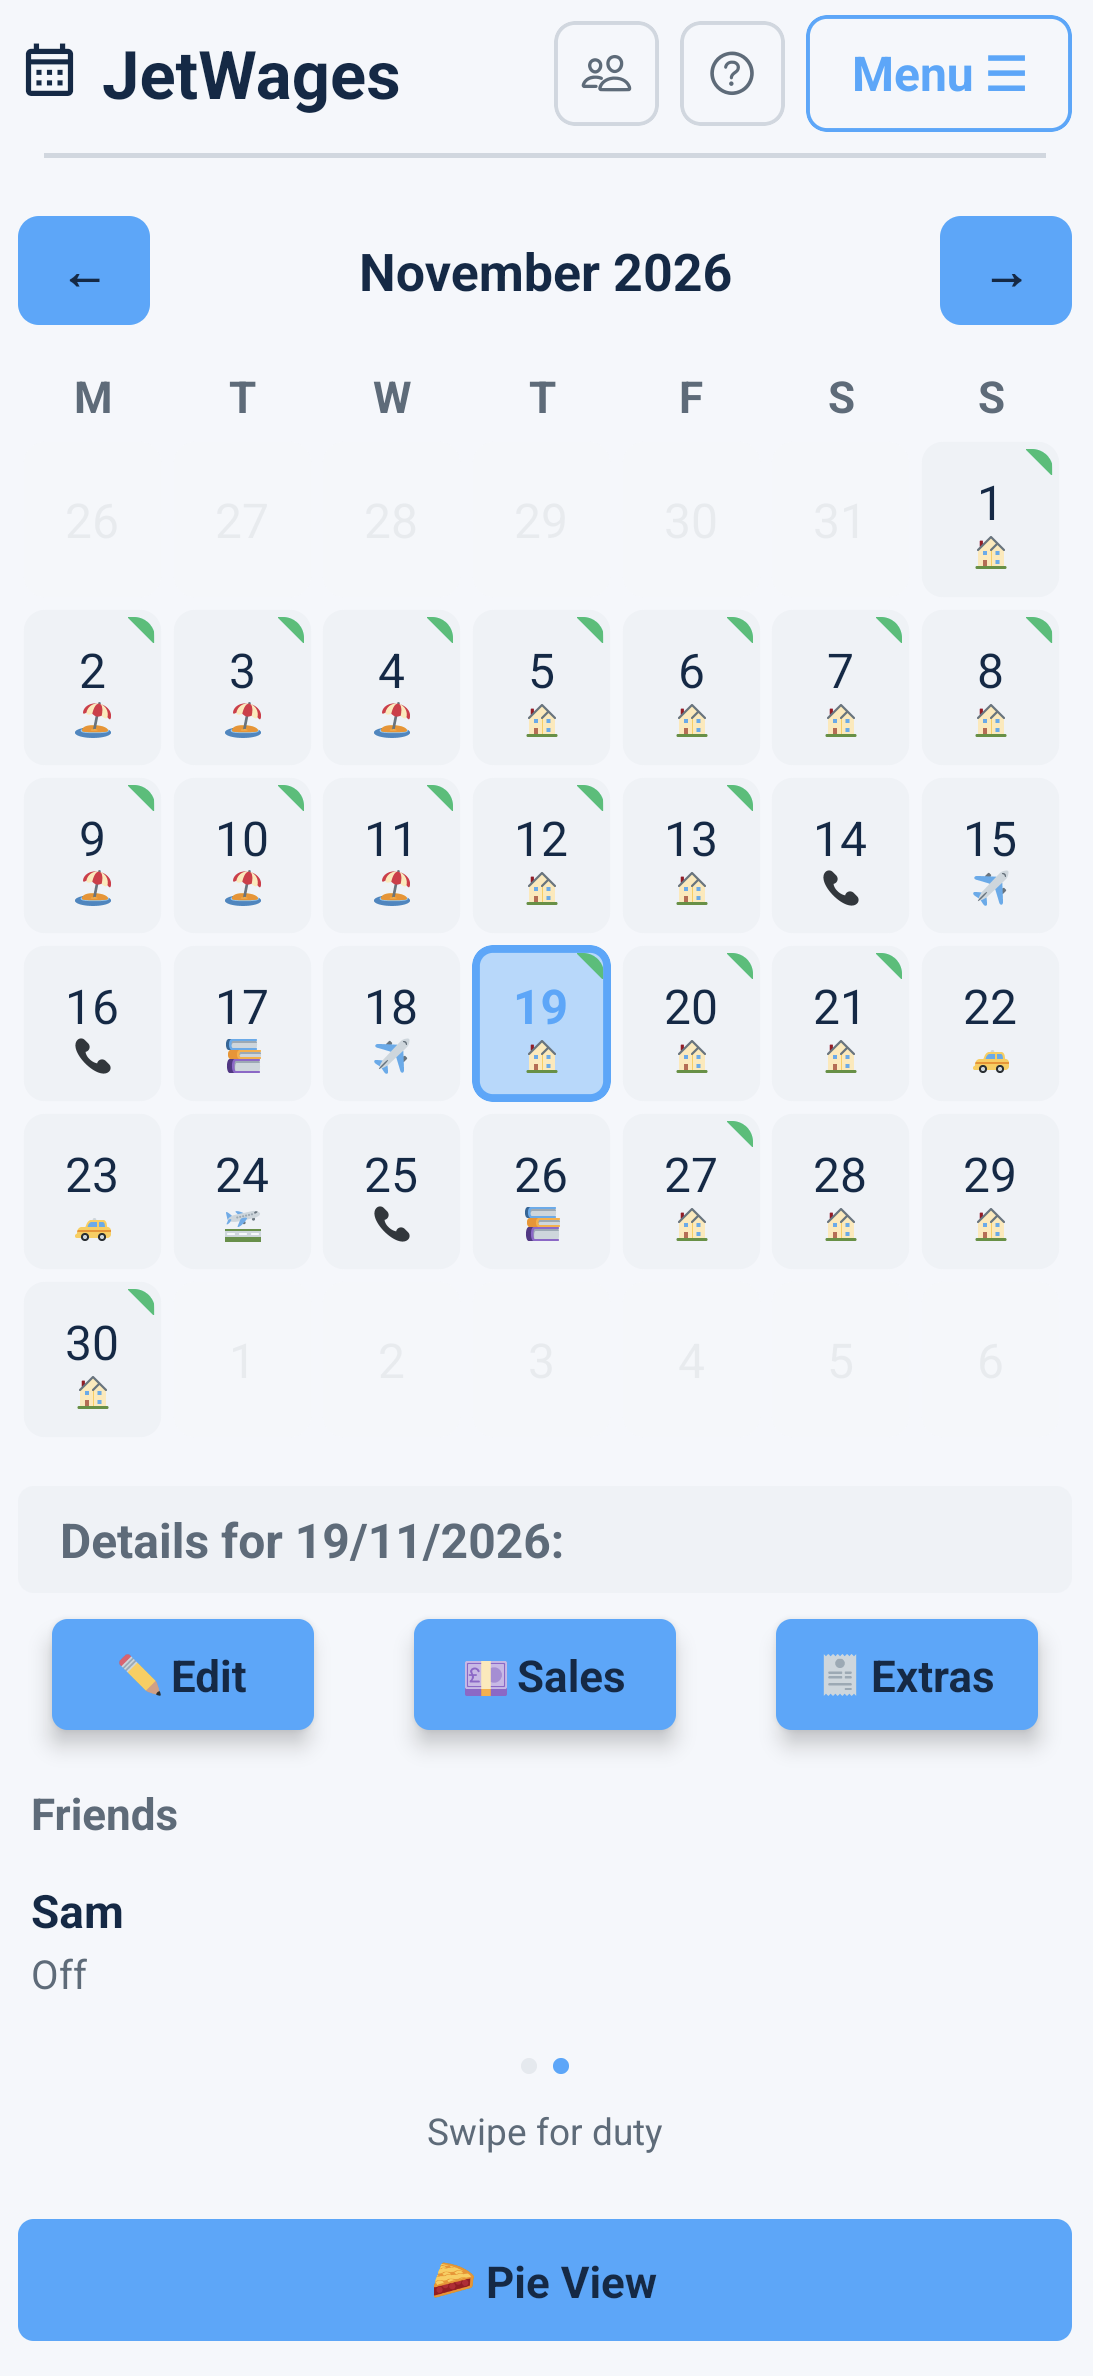 JetWages
Menu ☰
← November 2026 →
M T W T F S S
26 27 28 29 30 31 1
2 3 4 5 6 7 8
9 10 11 12 13 14 15
16 17 18 19 20 21 22
23 24 25 26 27 28 29
30 1 2 3 4 5 6
Details for 19/11/2026:
Edit
Sales
Extras
Friends
Sam
Off
Swipe for duty
Pie View